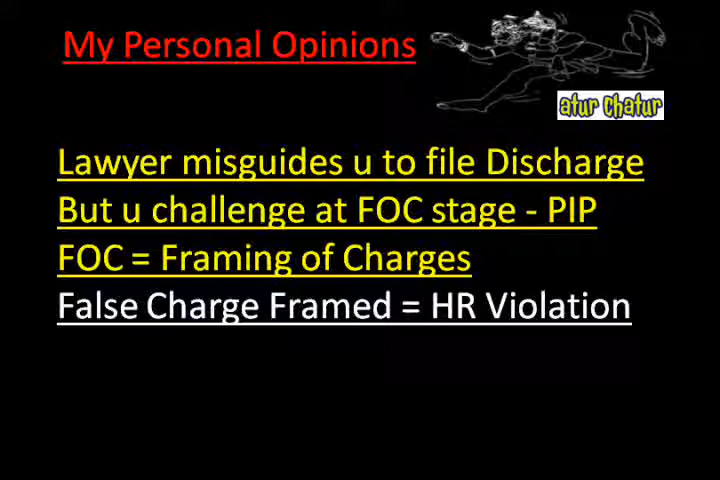 My Personal Opinions
atur chatur
Lawyer misguides u to file Discharge
But u challenge at FOC stage - PIP
FOC = Framing of Charges
False Charge Framed = HR Violation